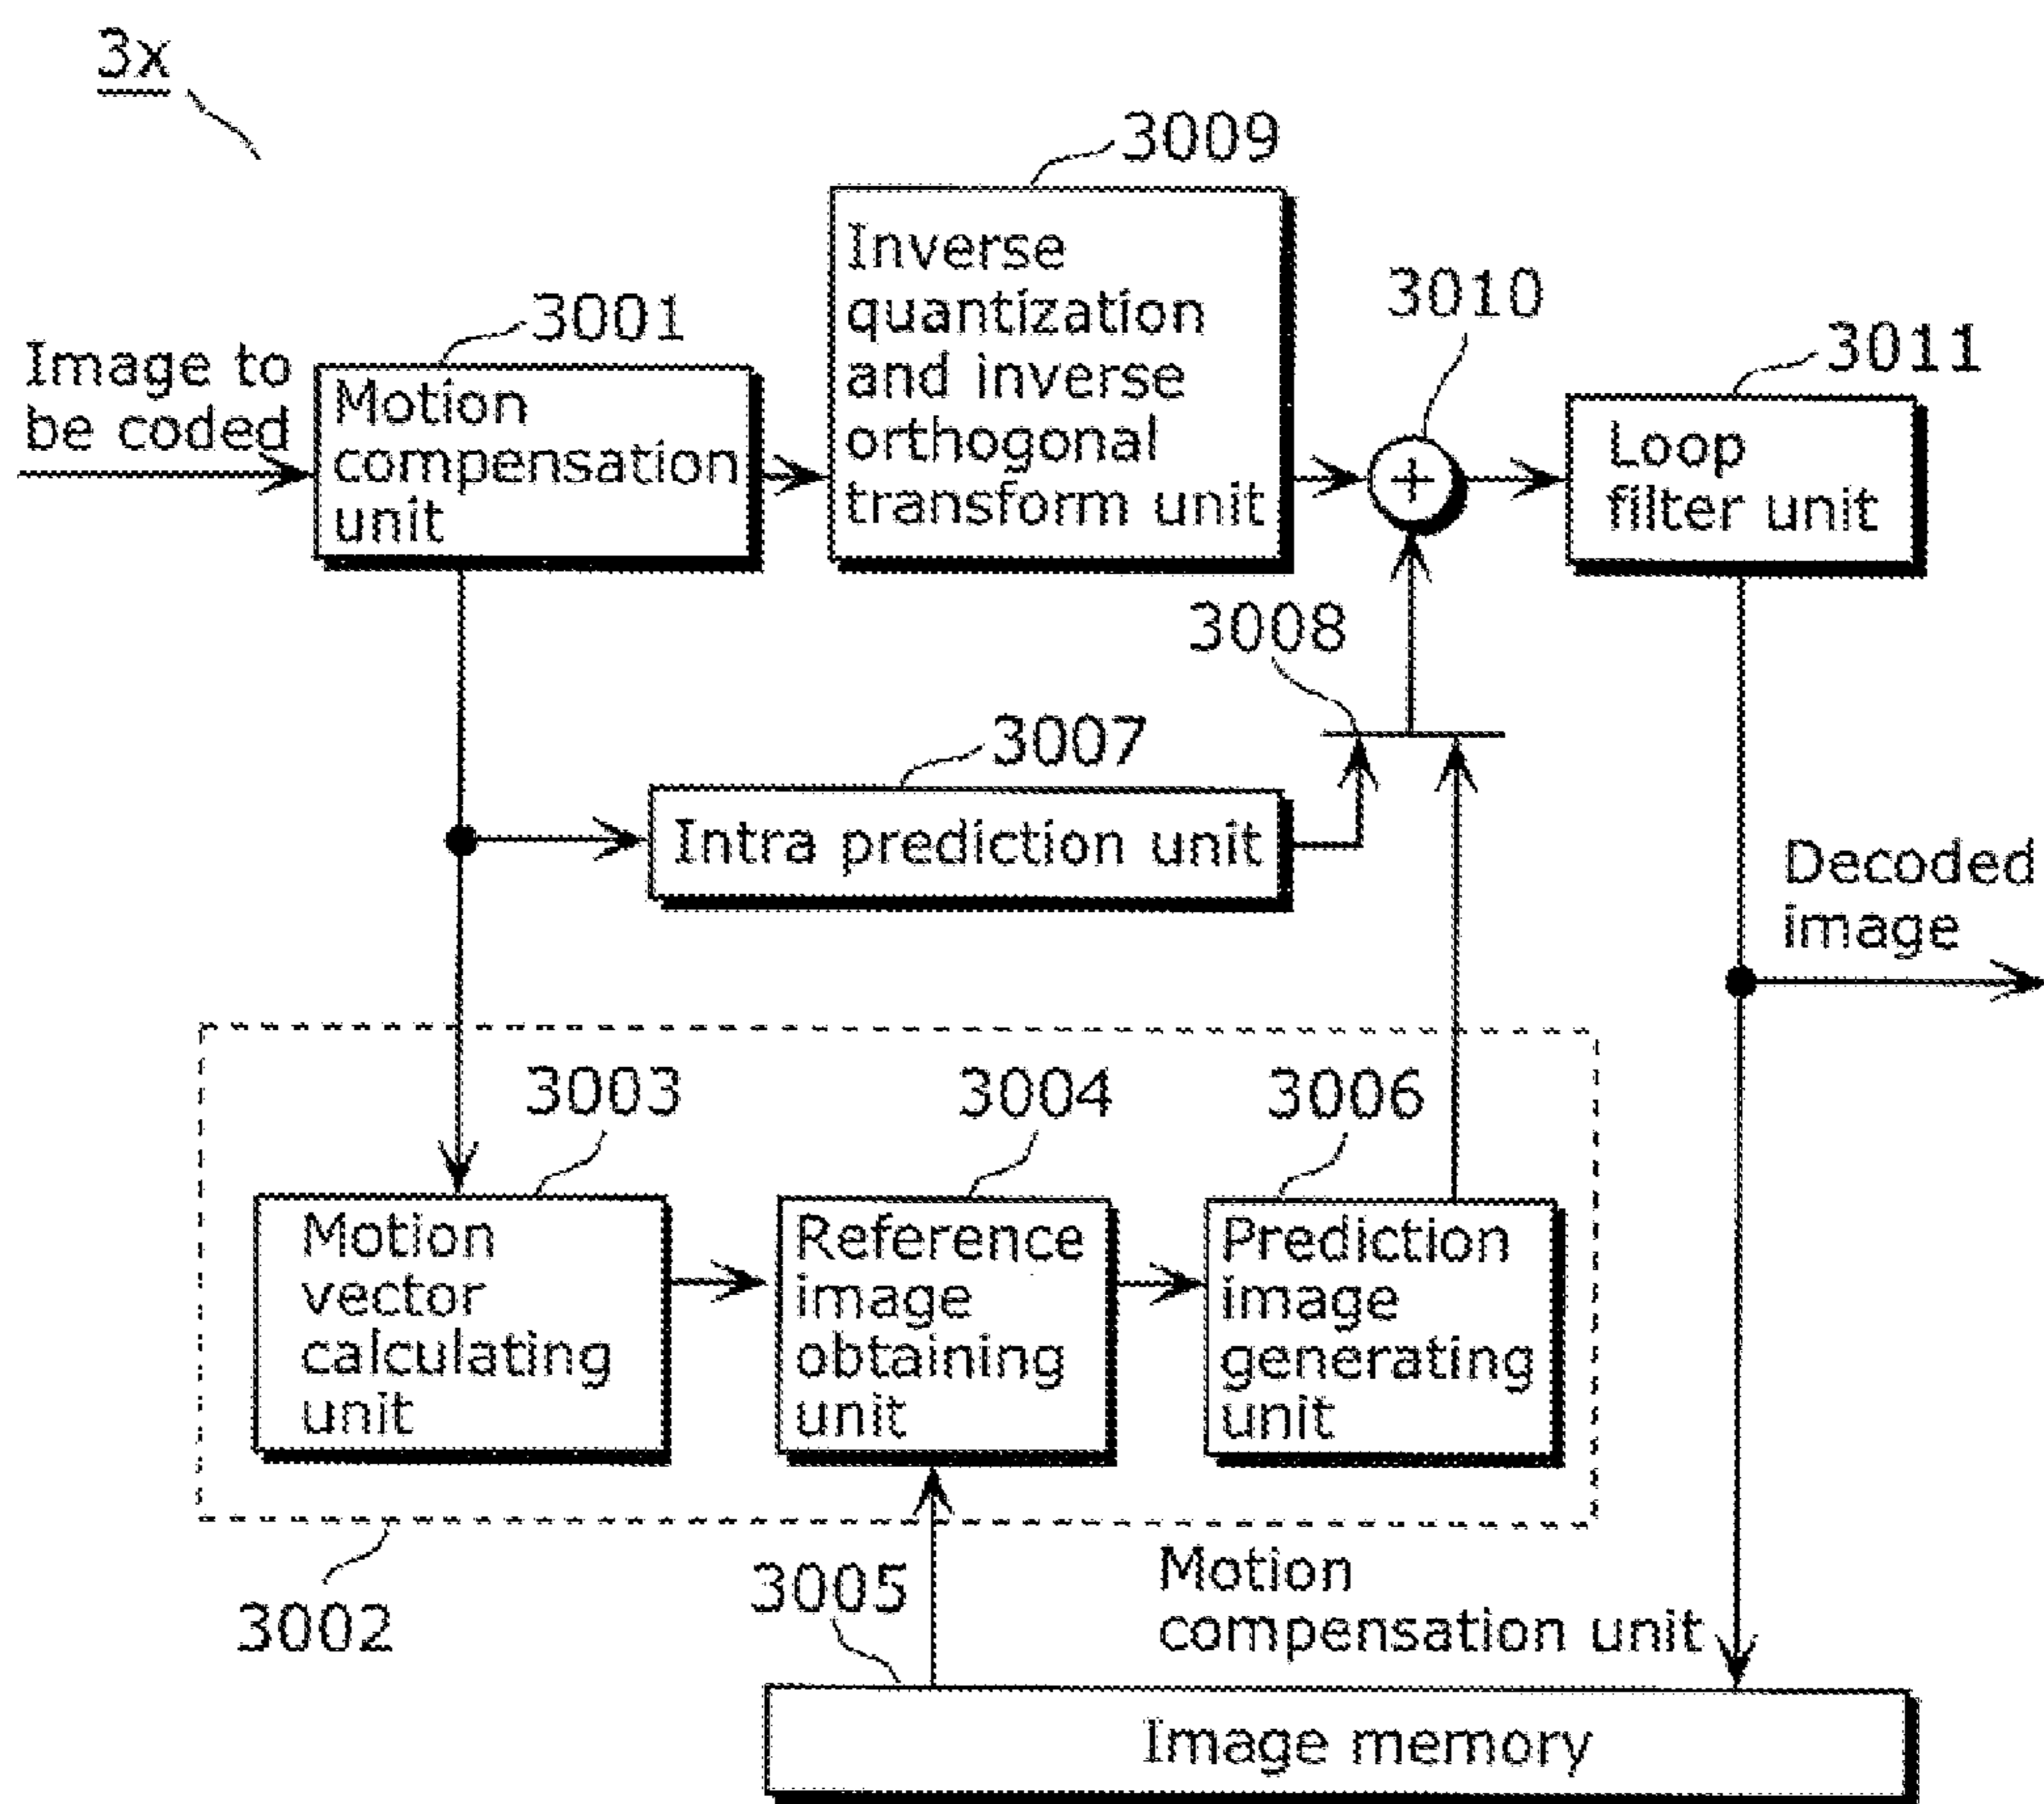 3x
3009
Inverse
quantization
and inverse
orthogonal
transform unit
3001
Image to
be coded
Motion
compensation
unit
3010
3011
Loop
filter unit
3008
3007
Intra prediction unit
Decoded
image
3003
Motion
vector
calculating
unit
3004
Reference
image
obtaining
unit
3006
Prediction
image
generating
unit
3002
3005
Motion
compensation unit
Image memory